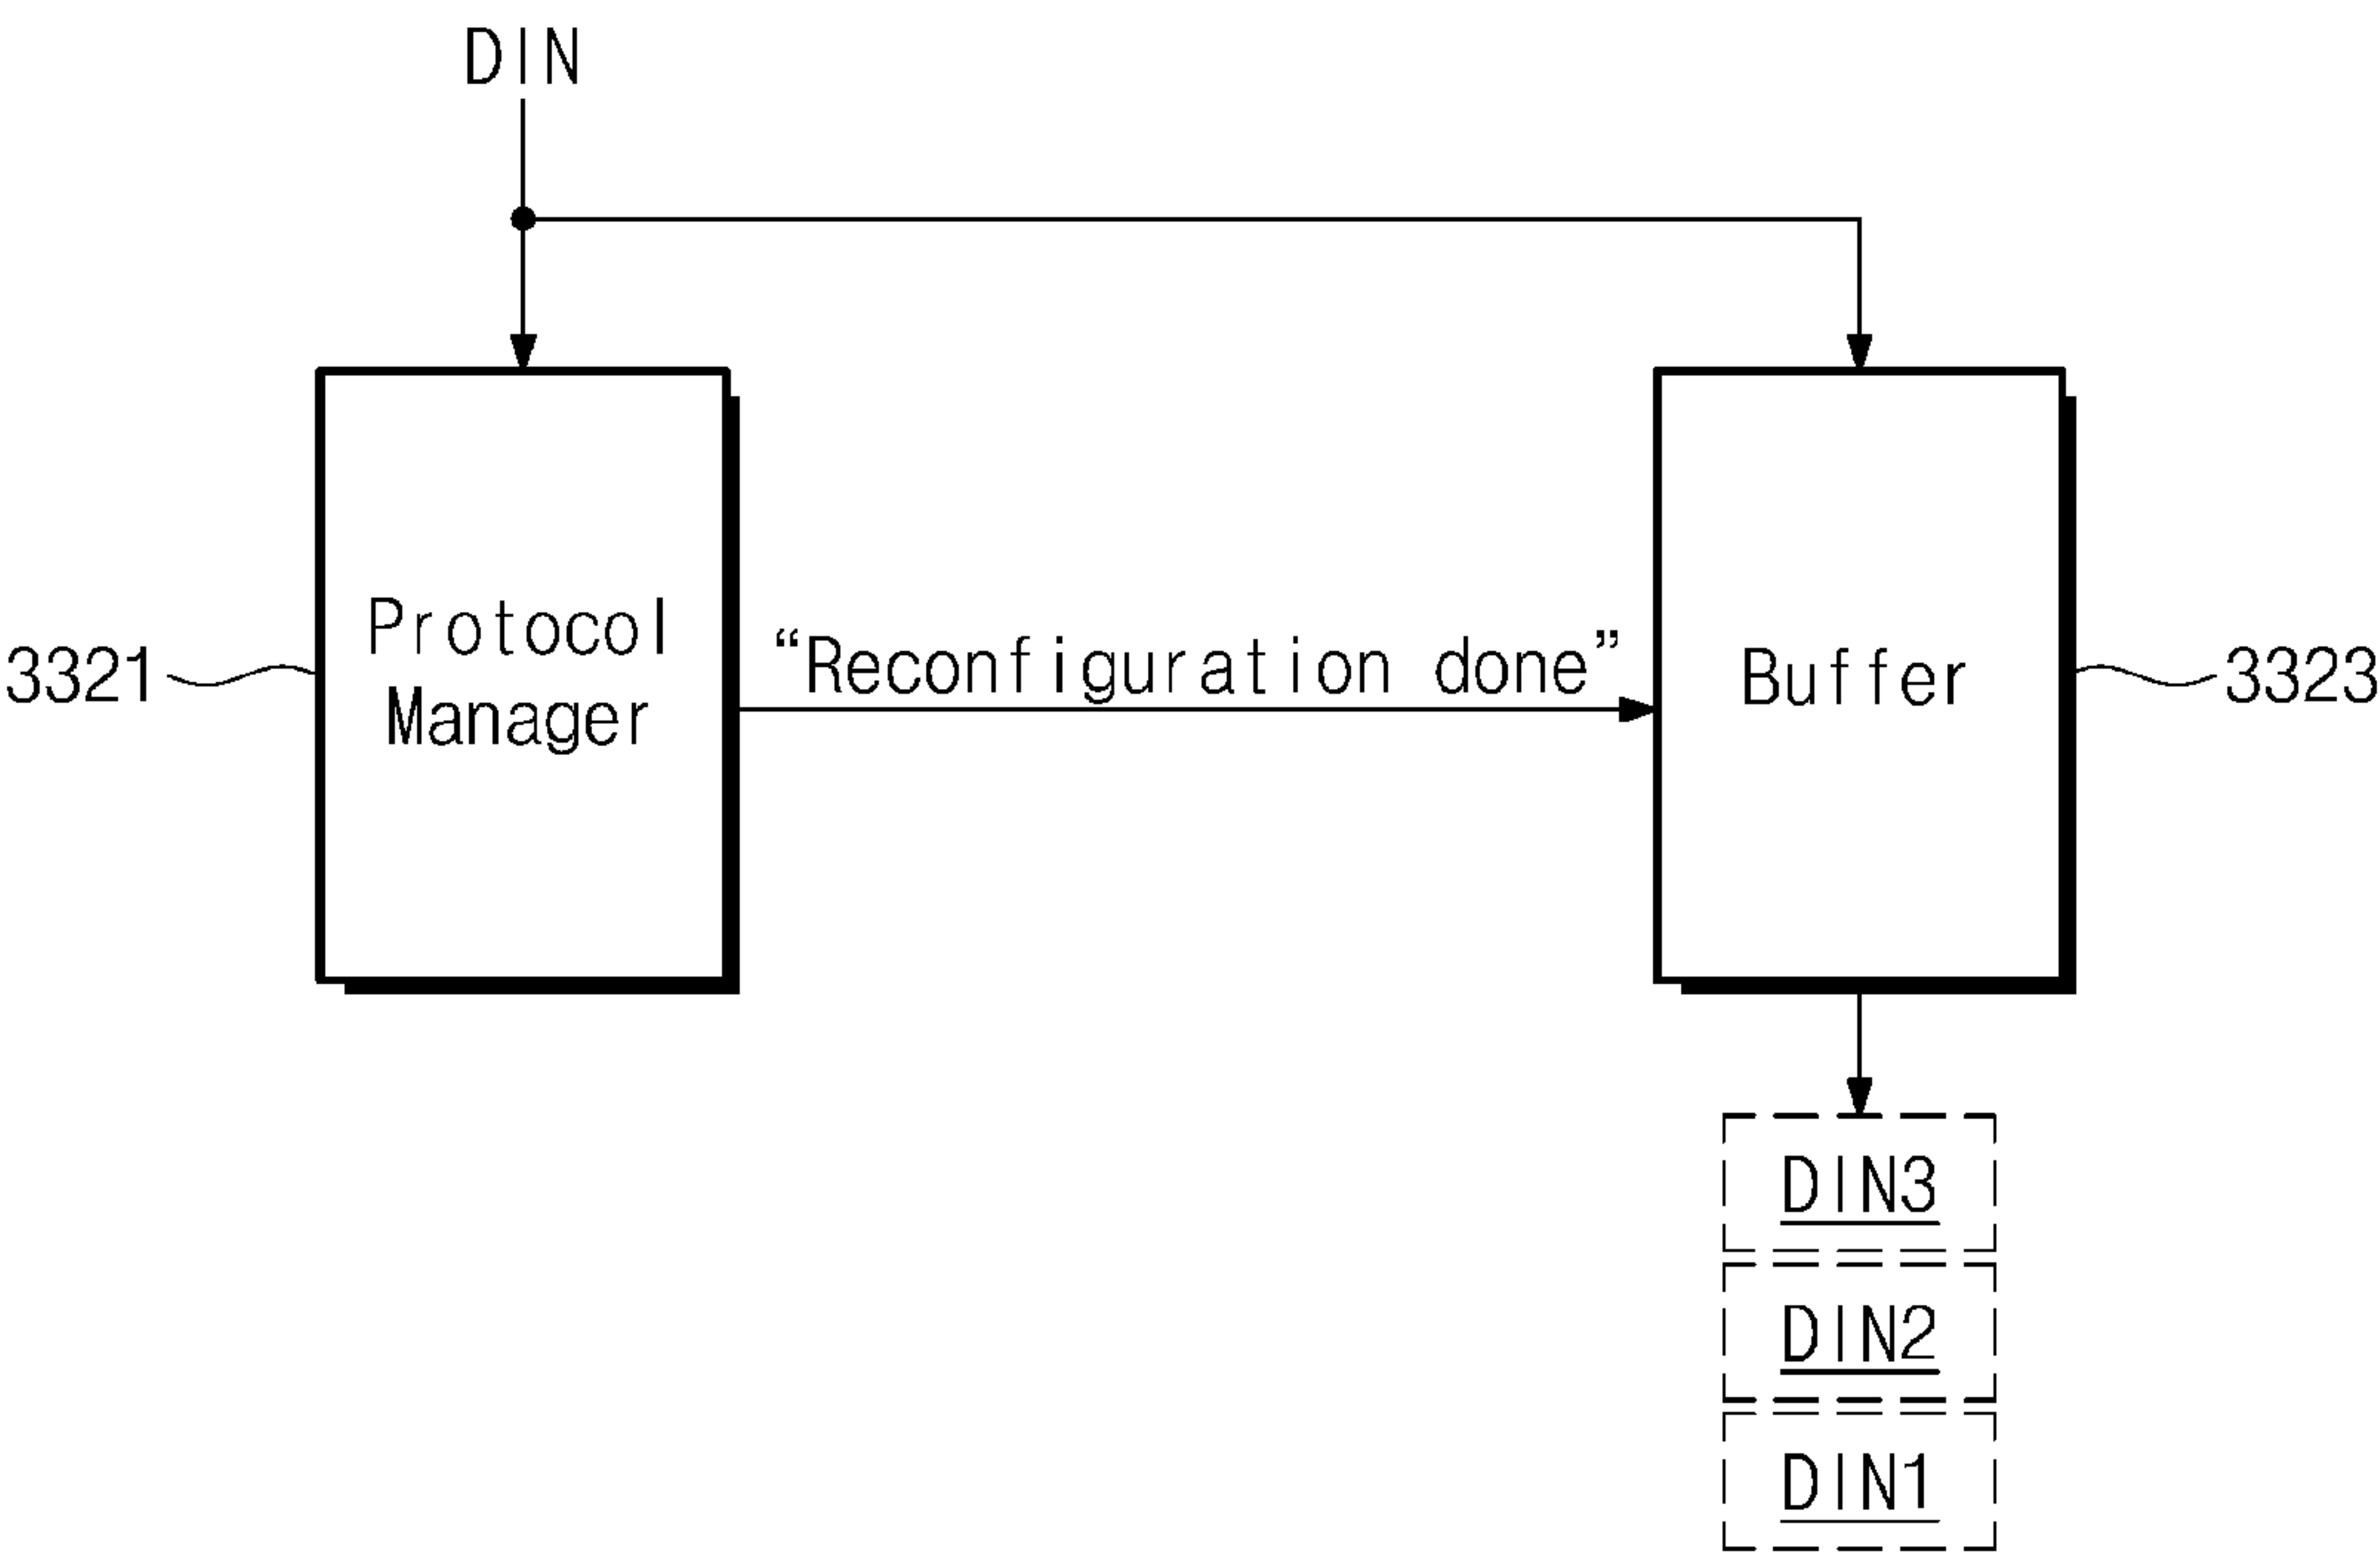 DIN
Protocol
Manager
3321
“Reconfiguration done”
Buffer
3323
DIN3
DIN2
DIN1